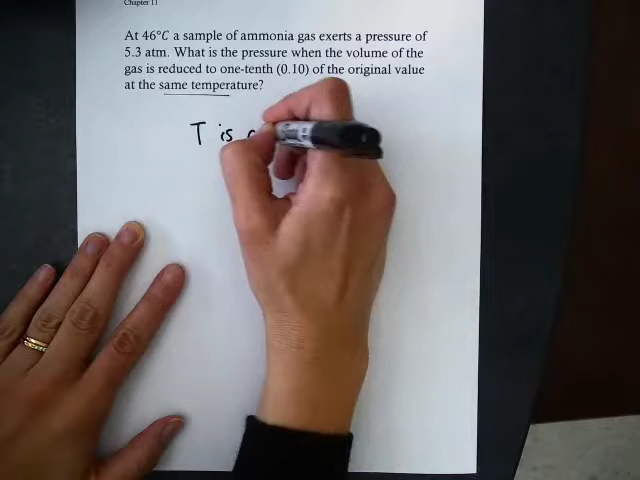 Chapter 11
At 46°C a sample of ammonia gas exerts a pressure of
5.3 atm. What is the pressure when the volume of the
gas is reduced to one-tenth (0.10) of the original value
at the same temperature?
T is